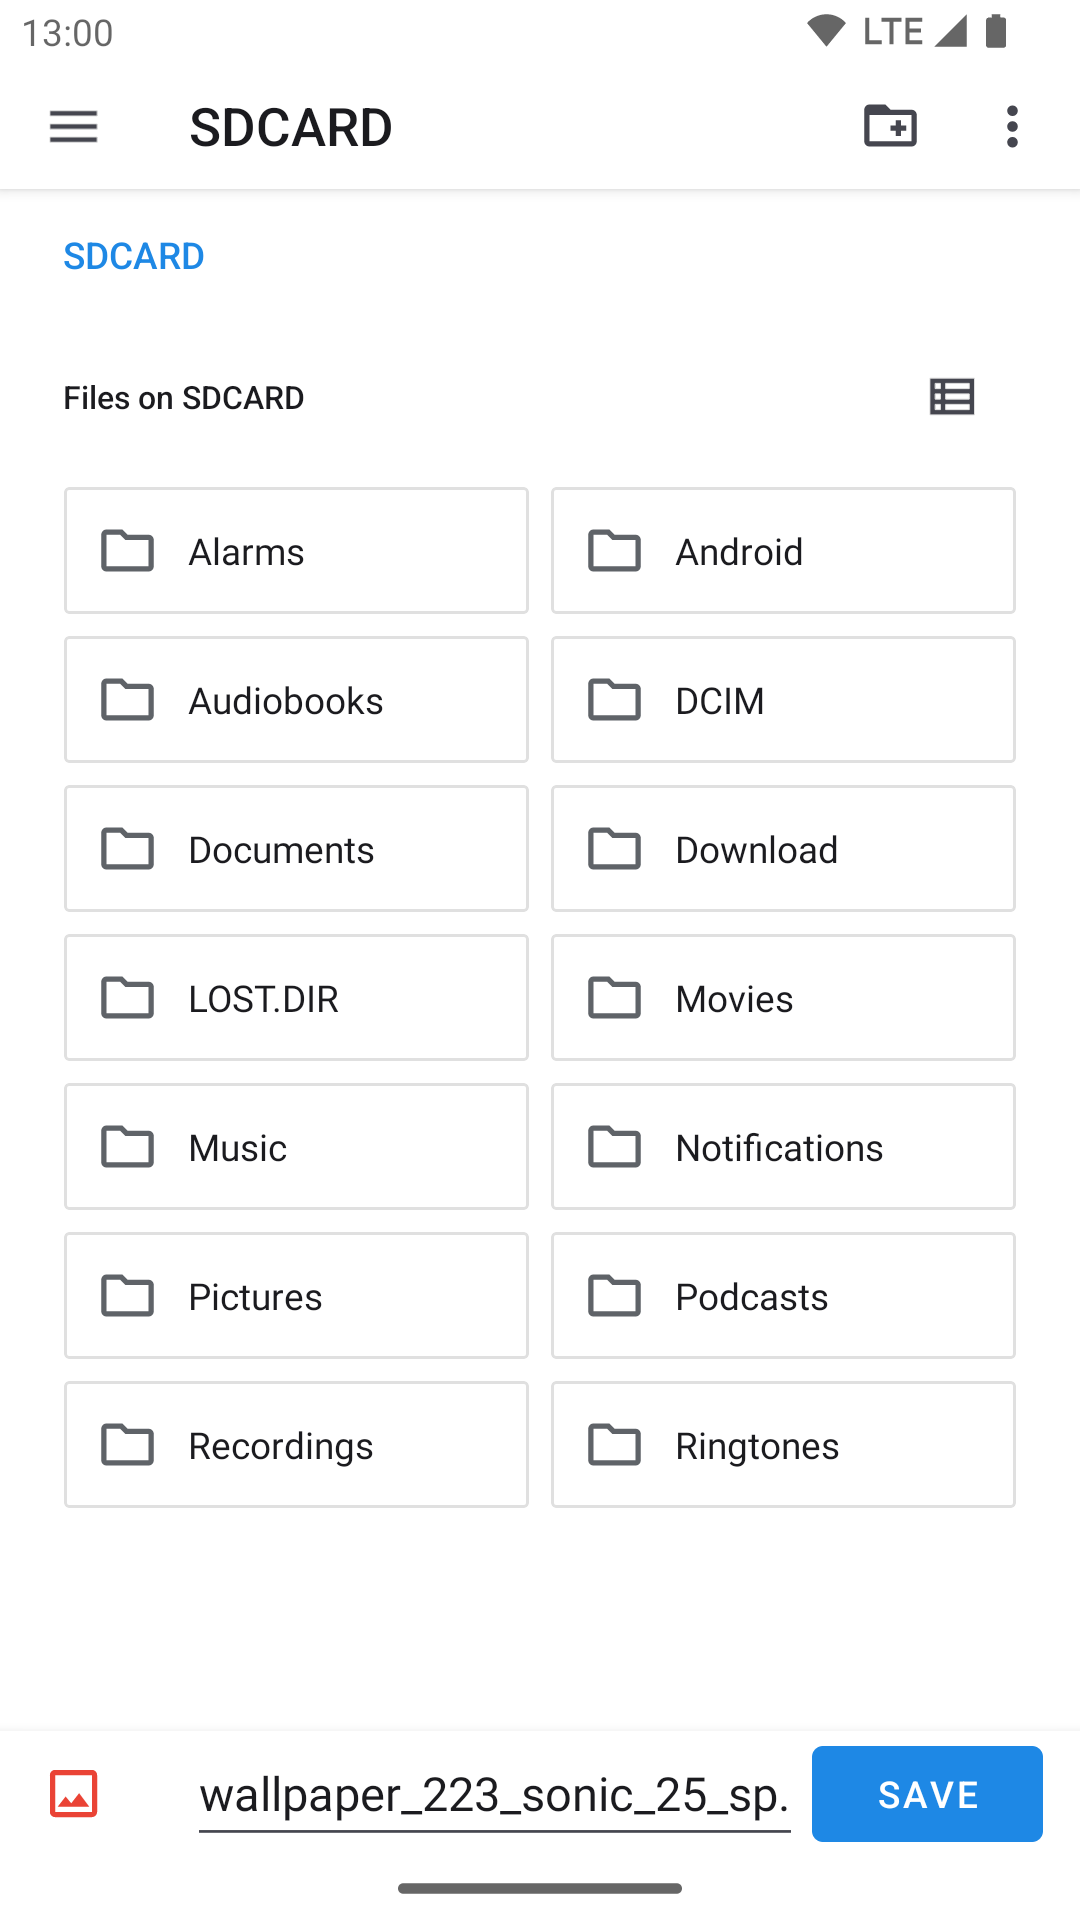 13:00 LTE
SDCARD
SDCARD
Files on SDCARD
Alarms
Android
Audiobooks
DCIM
Documents
Download
LOST.DIR
Movies
Music
Notifications
Pictures
Podcasts
Recordings
Ringtones
wallpaper_223_sonic_25_sp.
SAVE